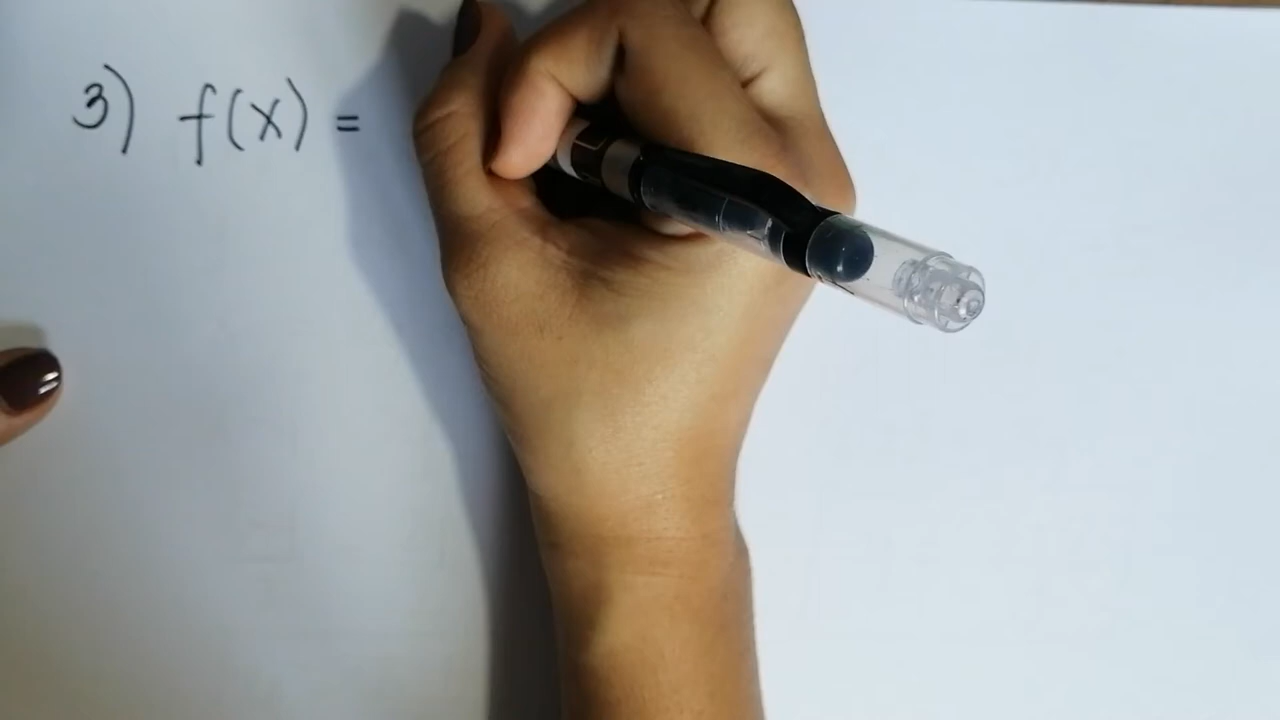 3) f(x) =